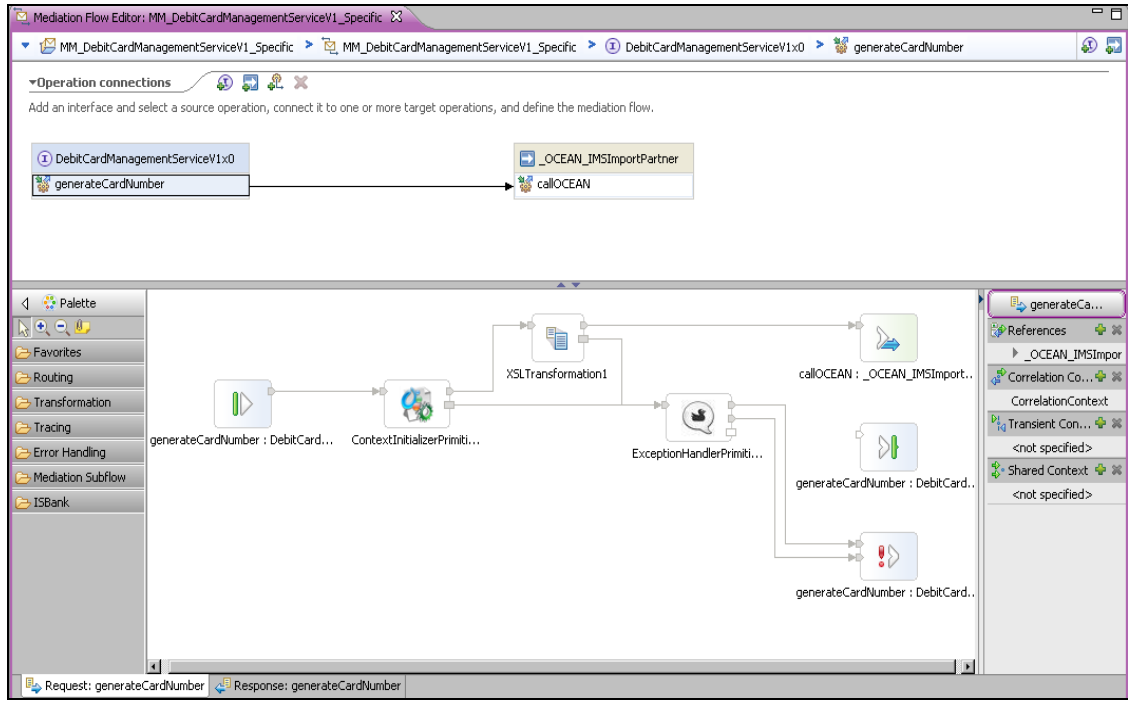 Mediation Flow Editor: MM_DebitCardManagementServiceV1_Specific
MM_DebitCardManagementServiceV1_Specific > MM_DebitCardManagementServiceV1_Specific > DebitCardManagementServiceV1x0 > generateCardNumber
Operation connections
Add an interface and select a source operation, connect it to one or more target operations, and define the mediation flow.
DebitCardManagementServiceV1x0
generateCardNumber
_OCEAN_IMSImportPartner
callOCEAN
Palette
Favorites
Routing
Transformation
Tracing
Error Handling
Mediation Subflow
ISBank
generateCardNumber : DebitCard...
ContextInitializerPrimiti...
XSLTransformation1
ExceptionHandlerPrimiti...
callOCEAN : _OCEAN_IMSImport..
generateCardNumber : DebitCard..
generateCardNumber : DebitCard..
generateCa...
References
_OCEAN_IMSImpor
Correlation Co...
CorrelationContext
Transient Con...
<not specified>
Shared Context
<not specified>
Request: generateCardNumber
Response: generateCardNumber